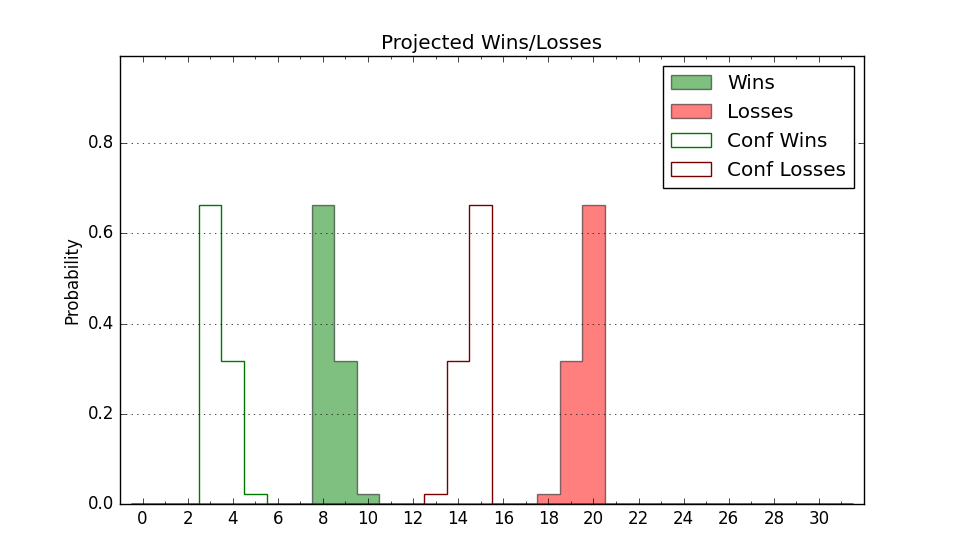 Projected Wins/Losses
Wins
Losses
Conf Wins
Conf Losses
Probability
0.8
0.6
0.4
0.2
0.0
0 2 4 6 8 10 12 14 16 18 20 22 24 26 28 30